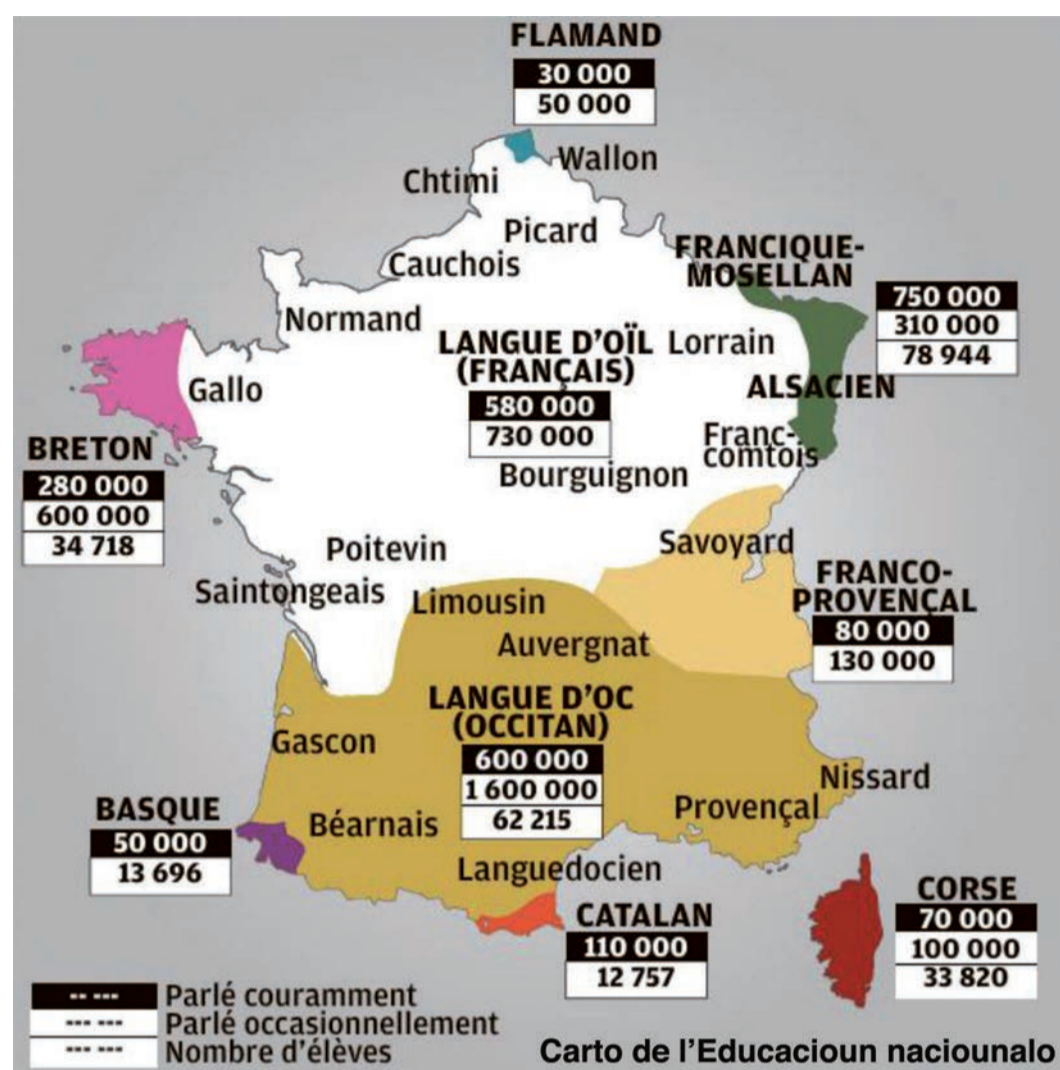 FLAMAND
30 000
50 000
Wallon
Chtimi
Picard
Cauchois
FRANCIQUE-
MOSELLAN
750 000
310 000
78 944
Normand
LANGUE D'OÏL
(FRANÇAIS)
580 000
730 000
Lorrain
ALSACIEN
Gallo
Franc-
comtois
BRETON
280 000
600 000
34 718
Bourguignon
Poitevin
Savoyard
Saintongeais
Limousin
FRANCO-
PROVENÇAL
80 000
130 000
Auvergnat
LANGUE D'OC
(OCCITAN)
600 000
1 600 000
62 215
Gascon
Nissard
Provençal
BASQUE
50 000
13 696
Béarnais
Languedocien
CATALAN
110 000
12 757
CORSE
70 000
100 000
33 820
-- --- Parlé couramment
--- --- Parlé occasionnellement
--- --- Nombre d'élèves
Carto de l'Educacioun naciounalo